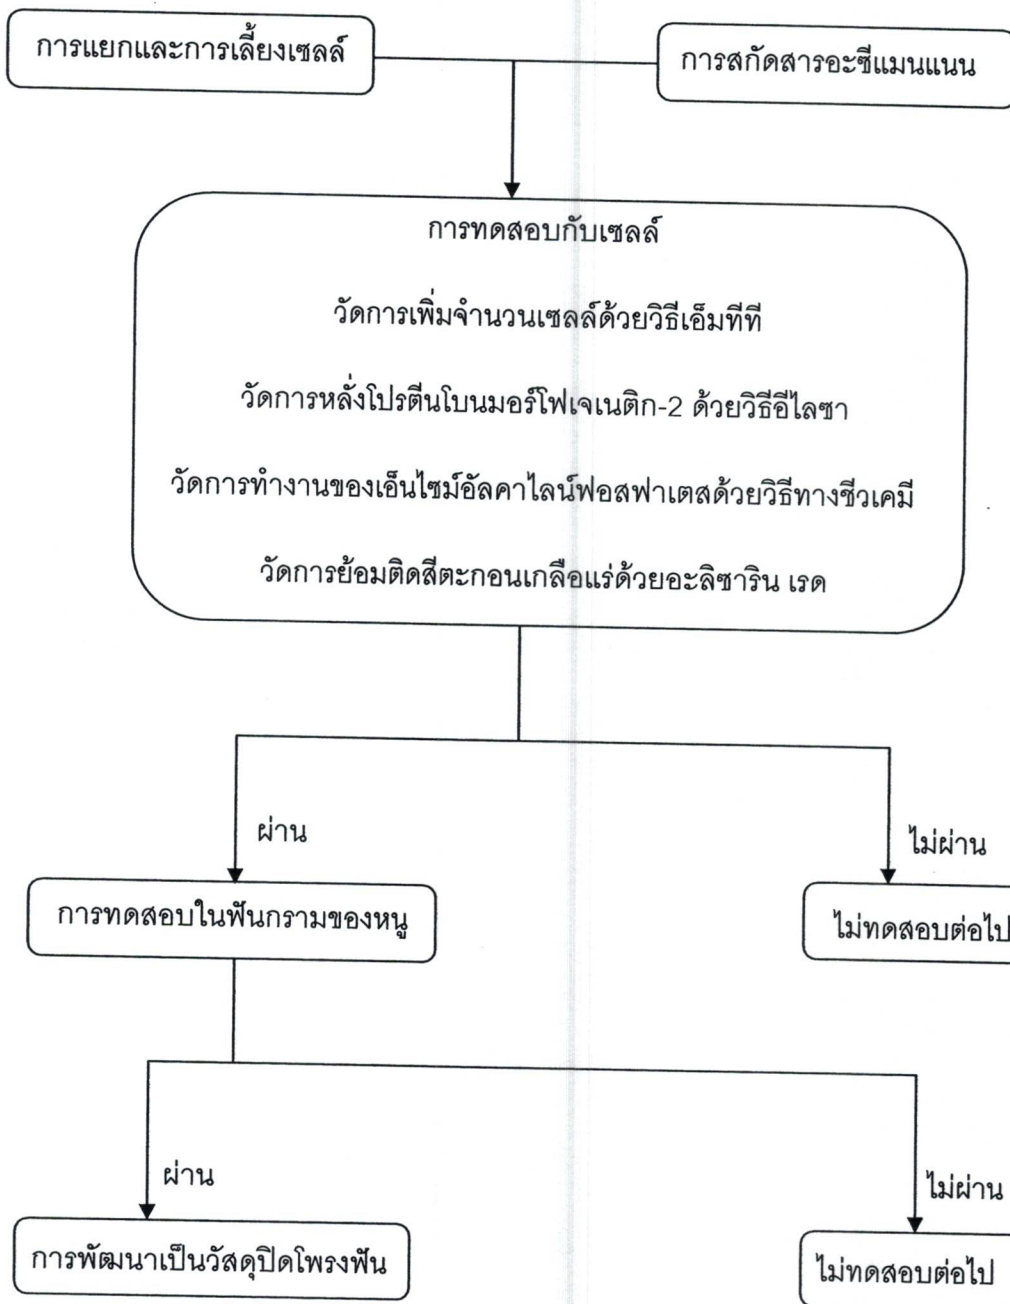 การแยกและการเลี้ยงเซลล์
การสกัดสารอะซีแมนแนน
การทดสอบกับเซลล์
วัดการเพิ่มจำนวนเซลล์ด้วยวิธีเอ็มทีที
วัดการหลั่งโปรตีนโบนมอร์โฟเจเนติก-2 ด้วยวิธีอีไลซา
วัดการทำงานของเอ็นไซม์อัลคาไลน์ฟอสฟาเตสด้วยวิธีทางชีวเคมี
วัดการย้อมติดสีตะกอนเกลือแร่ด้วยอะลิซาริน เรด
ผ่าน
ไม่ผ่าน
การทดสอบในฟันกรามของหนู
ไม่ทดสอบต่อไป
ผ่าน
ไม่ผ่าน
การพัฒนาเป็นวัสดุปิดโพรงฟัน
ไม่ทดสอบต่อไป